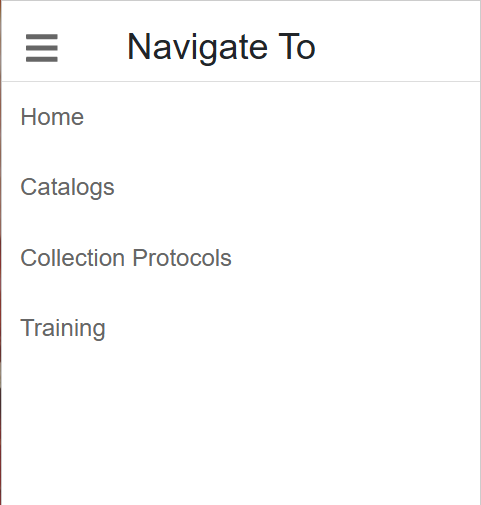 Navigate To
Home
Catalogs
Collection Protocols
Training